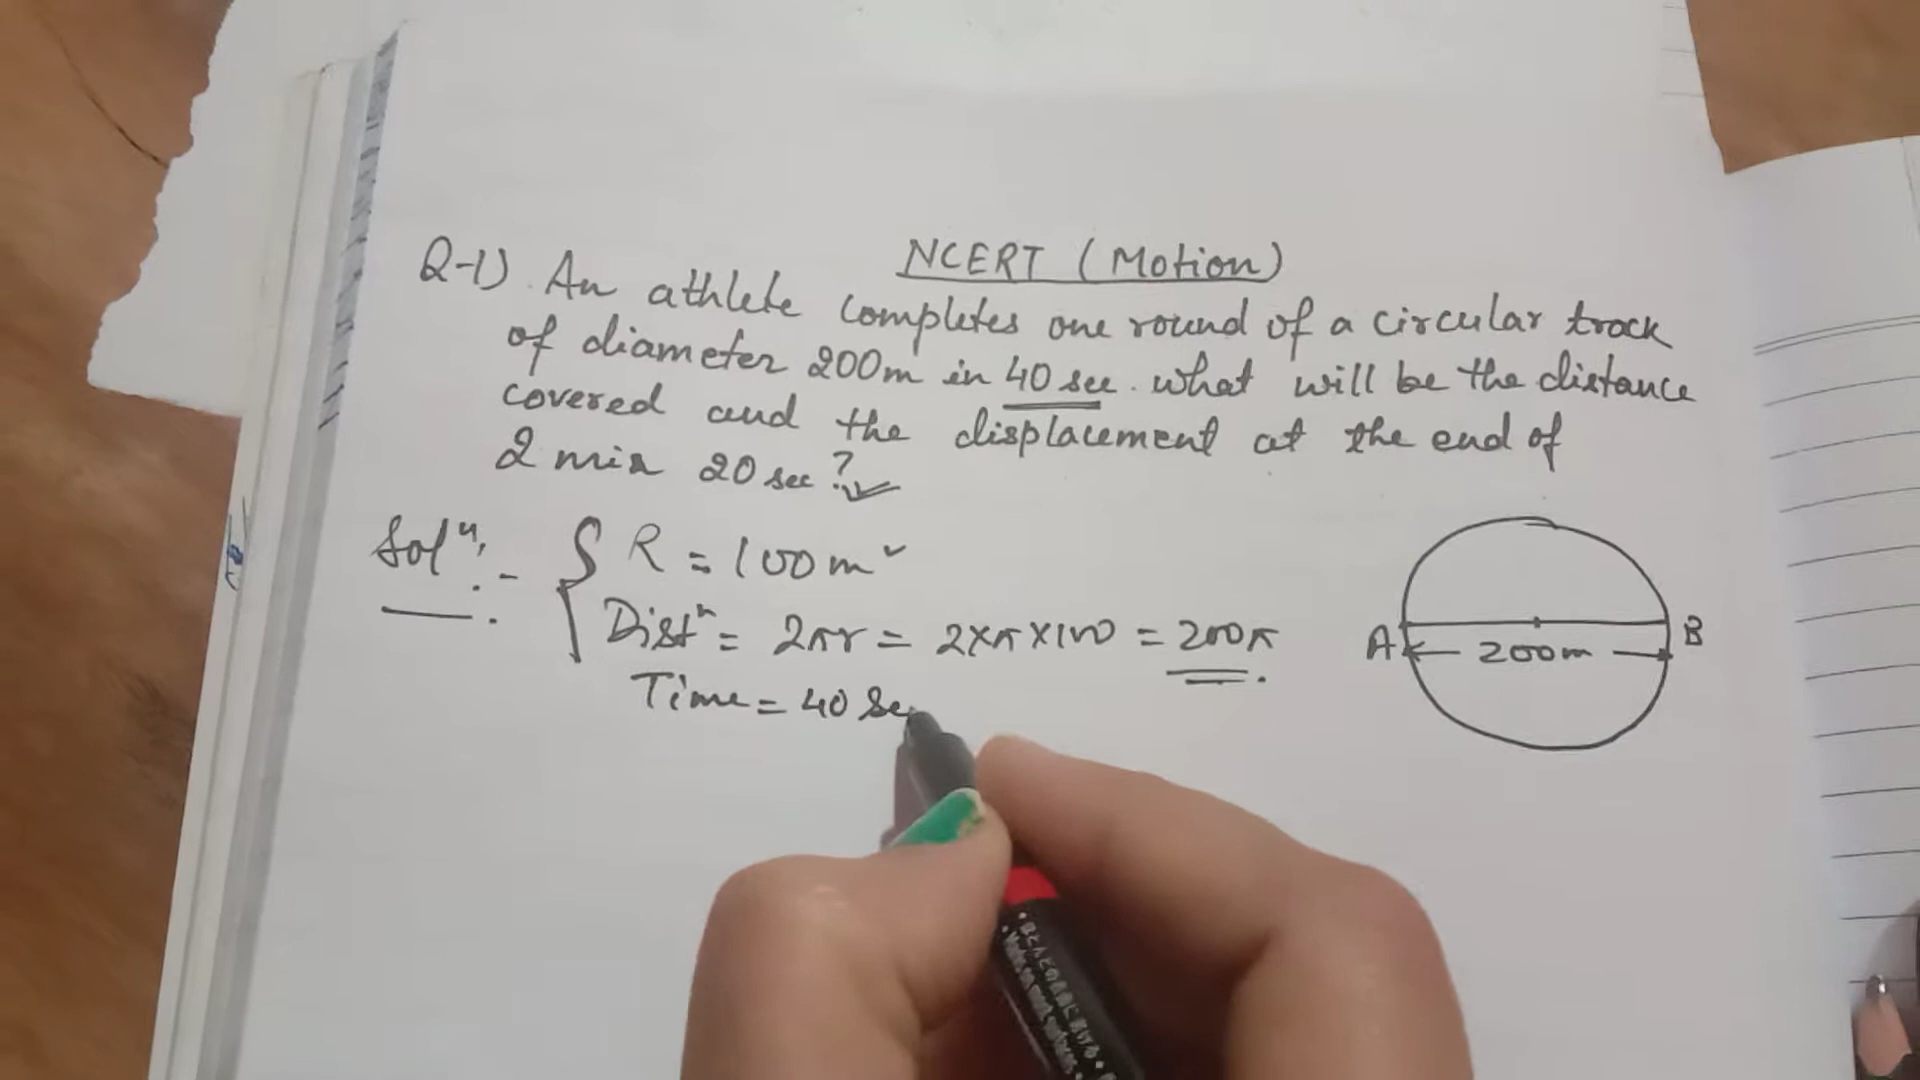 NCERT (Motion)
Q-1) An athlete completes one round of a circular track
of diameter 200m in 40 sec. what will be the distance
covered and the displacement at the end of
2 min 20 sec?
Solⁿ:- R = 100m
Distⁿ = 2πr = 2×π×100 = 200π
Time = 40 Sec
A 200m B